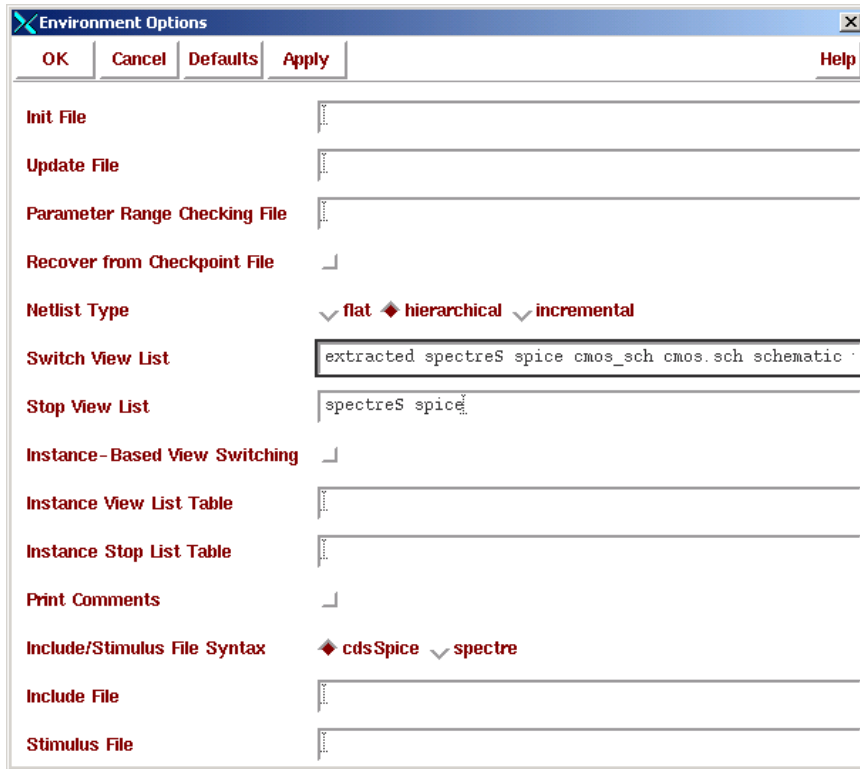 Environment Options
OK Cancel Defaults Apply Help
Init File
Update File
Parameter Range Checking File
Recover from Checkpoint File
Netlist Type flat hierarchical incremental
Switch View List extracted spectreS spice cmos_sch cmos.sch schematic
Stop View List spectreS spice
Instance-Based View Switching
Instance View List Table
Instance Stop List Table
Print Comments
Include/Stimulus File Syntax cdsSpice spectre
Include File
Stimulus File